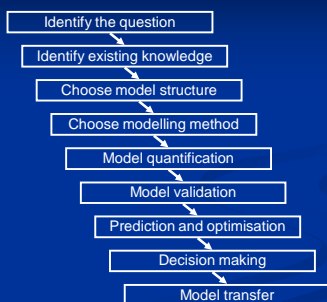 Identify the question
Identify existing knowledge
Choose model structure
Choose modelling method
Model quantification
Model validation
Prediction and optimisation
Decision making
Model transfer